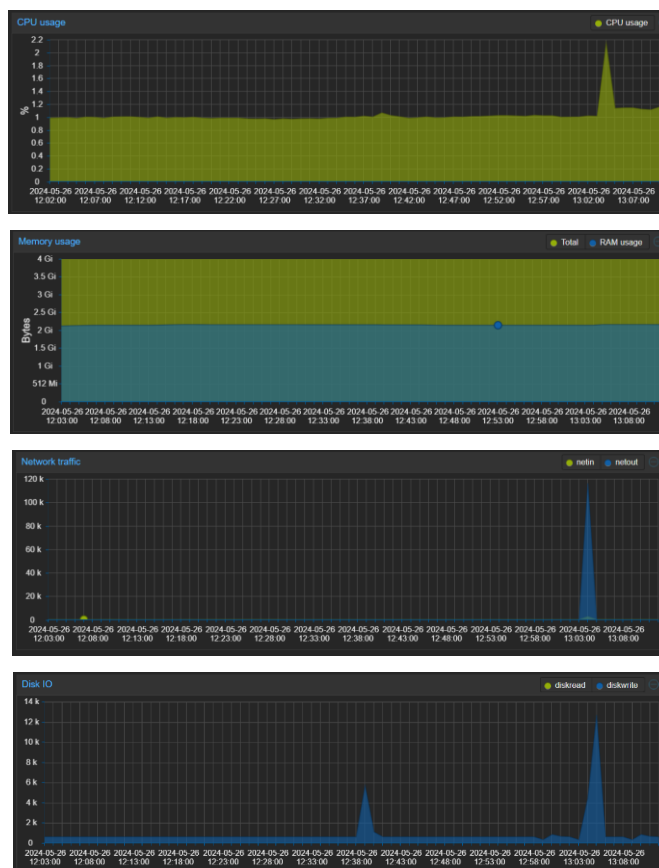 CPU usage
CPU usage
2.2
2
1.8
1.6
1.4
1.2
1
0.8
0.6
0.4
0.2
0
%
2024-05-26 2024-05-26 2024-05-26 2024-05-26 2024-05-26 2024-05-26 2024-05-26 2024-05-26 2024-05-26 2024-05-26 2024-05-26 2024-05-26 2024-05-26 2024-05-26
12:02:00 12:07:00 12:12:00 12:17:00 12:22:00 12:27:00 12:32:00 12:37:00 12:42:00 12:47:00 12:52:00 12:57:00 13:02:00 13:07:00
Memory usage
Total RAM usage
4 Gi
3.5 Gi
3 Gi
2.5 Gi
2 Gi
1.5 Gi
1 Gi
512 Mi
0
Bytes
2024-05-26 2024-05-26 2024-05-26 2024-05-26 2024-05-26 2024-05-26 2024-05-26 2024-05-26 2024-05-26 2024-05-26 2024-05-26 2024-05-26 2024-05-26 2024-05-26
12:03:00 12:08:00 12:13:00 12:18:00 12:23:00 12:28:00 12:33:00 12:38:00 12:43:00 12:48:00 12:53:00 12:58:00 13:03:00 13:08:00
Network traffic
netin netout
120 k
100 k
80 k
60 k
40 k
20 k
0
2024-05-26 2024-05-26 2024-05-26 2024-05-26 2024-05-26 2024-05-26 2024-05-26 2024-05-26 2024-05-26 2024-05-26 2024-05-26 2024-05-26 2024-05-26 2024-05-26
12:03:00 12:08:00 12:13:00 12:18:00 12:23:00 12:28:00 12:33:00 12:38:00 12:43:00 12:48:00 12:53:00 12:58:00 13:03:00 13:08:00
Disk IO
diskread diskwrite
14 k
12 k
10 k
8 k
6 k
4 k
2 k
0
2024-05-26 2024-05-26 2024-05-26 2024-05-26 2024-05-26 2024-05-26 2024-05-26 2024-05-26 2024-05-26 2024-05-26 2024-05-26 2024-05-26 2024-05-26 2024-05-26
12:03:00 12:08:00 12:13:00 12:18:00 12:23:00 12:28:00 12:33:00 12:38:00 12:43:00 12:48:00 12:53:00 12:58:00 13:03:00 13:08:00